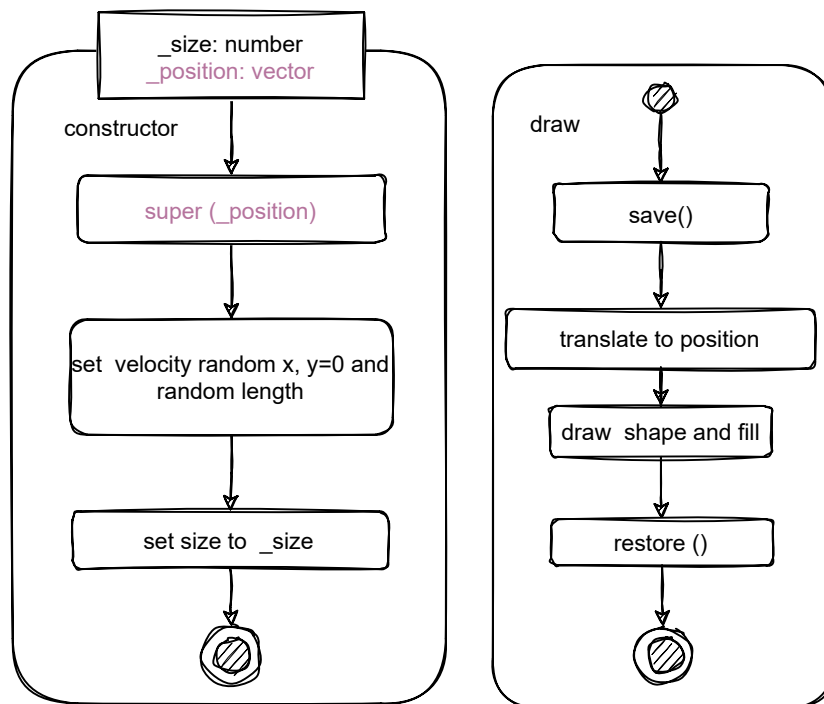 _size: number
_position: vector
constructor
super (_position)
set  velocity random x, y=0 and
random length
set size to  _size
draw
save()
translate to position
draw  shape and fill
restore ()